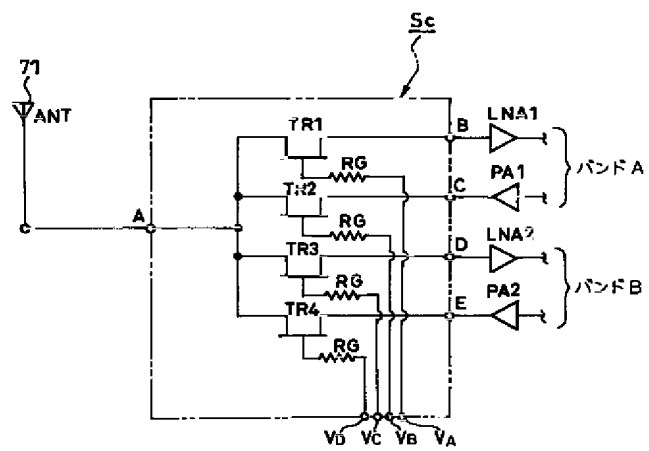 Sc
71
ANT
A
TR1
RG
B
LNA1
TR2
RG
C
PA1
バンドA
TR3
RG
D
LNA2
TR4
RG
E
PA2
バンドB
VD
VC
VB
VA